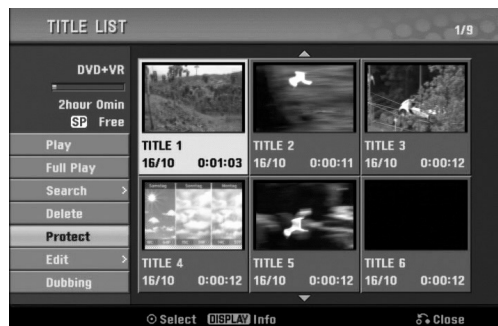 TITLE LIST
1/9
DVD+VR
2hour 0min
SP Free
Play
Full Play
Search >
Delete
Protect
Edit >
Dubbing
TITLE 1
16/10 0:01:03
TITLE 2
16/10 0:00:11
TITLE 3
16/10 0:00:12
TITLE 4
16/10 0:00:12
TITLE 5
16/10 0:00:12
TITLE 6
16/10 0:00:12
Select DISPLAY Info Close